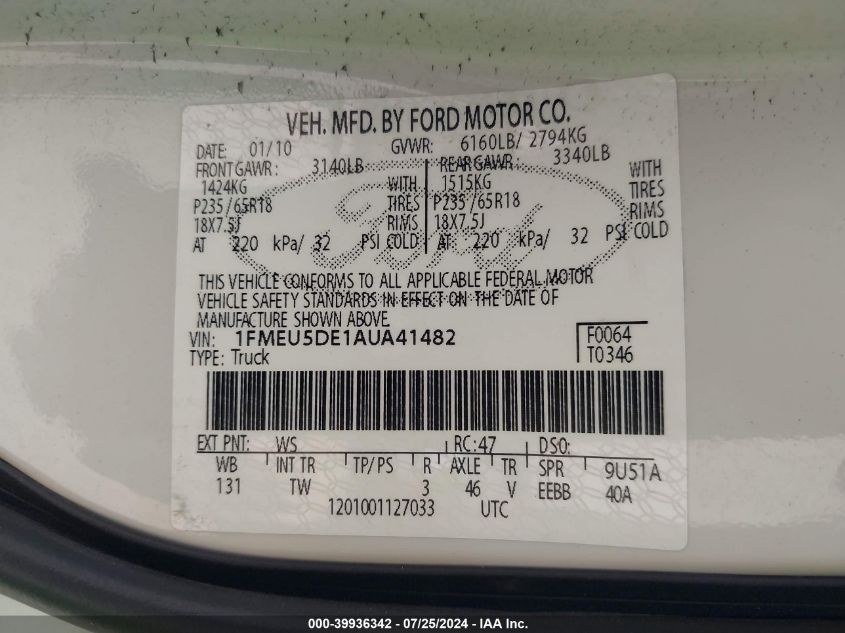 VEH. MFD. BY FORD MOTOR CO.
DATE: 01/10 GVWR: 6160LB/ 2794KG
FRONT GAWR: 3140LB REAR GAWR: 3340LB
1424KG WITH 1515KG WITH
P235/65R18 TIRES P235/65R18 TIRES
18X7.5J RIMS 18X7.5J RIMS
AT 220 kPa/ 32 PSI COLD AT 220 kPa/ 32 PSI COLD
Ford
THIS VEHICLE CONFORMS TO ALL APPLICABLE FEDERAL MOTOR
VEHICLE SAFETY STANDARDS IN EFFECT ON THE DATE OF
MANUFACTURE SHOWN ABOVE.
VIN: 1FMEU5DE1AUA41482 F0064
TYPE: Truck T0346
EXT PNT: WS RC: 47 DSO:
WB INT TR TP/PS R AXLE TR SPR 9U51A
131 TW 3 46 V EEBB 40A
1201001127033 UTC
000-39936342 - 07/25/2024 - IAA Inc.